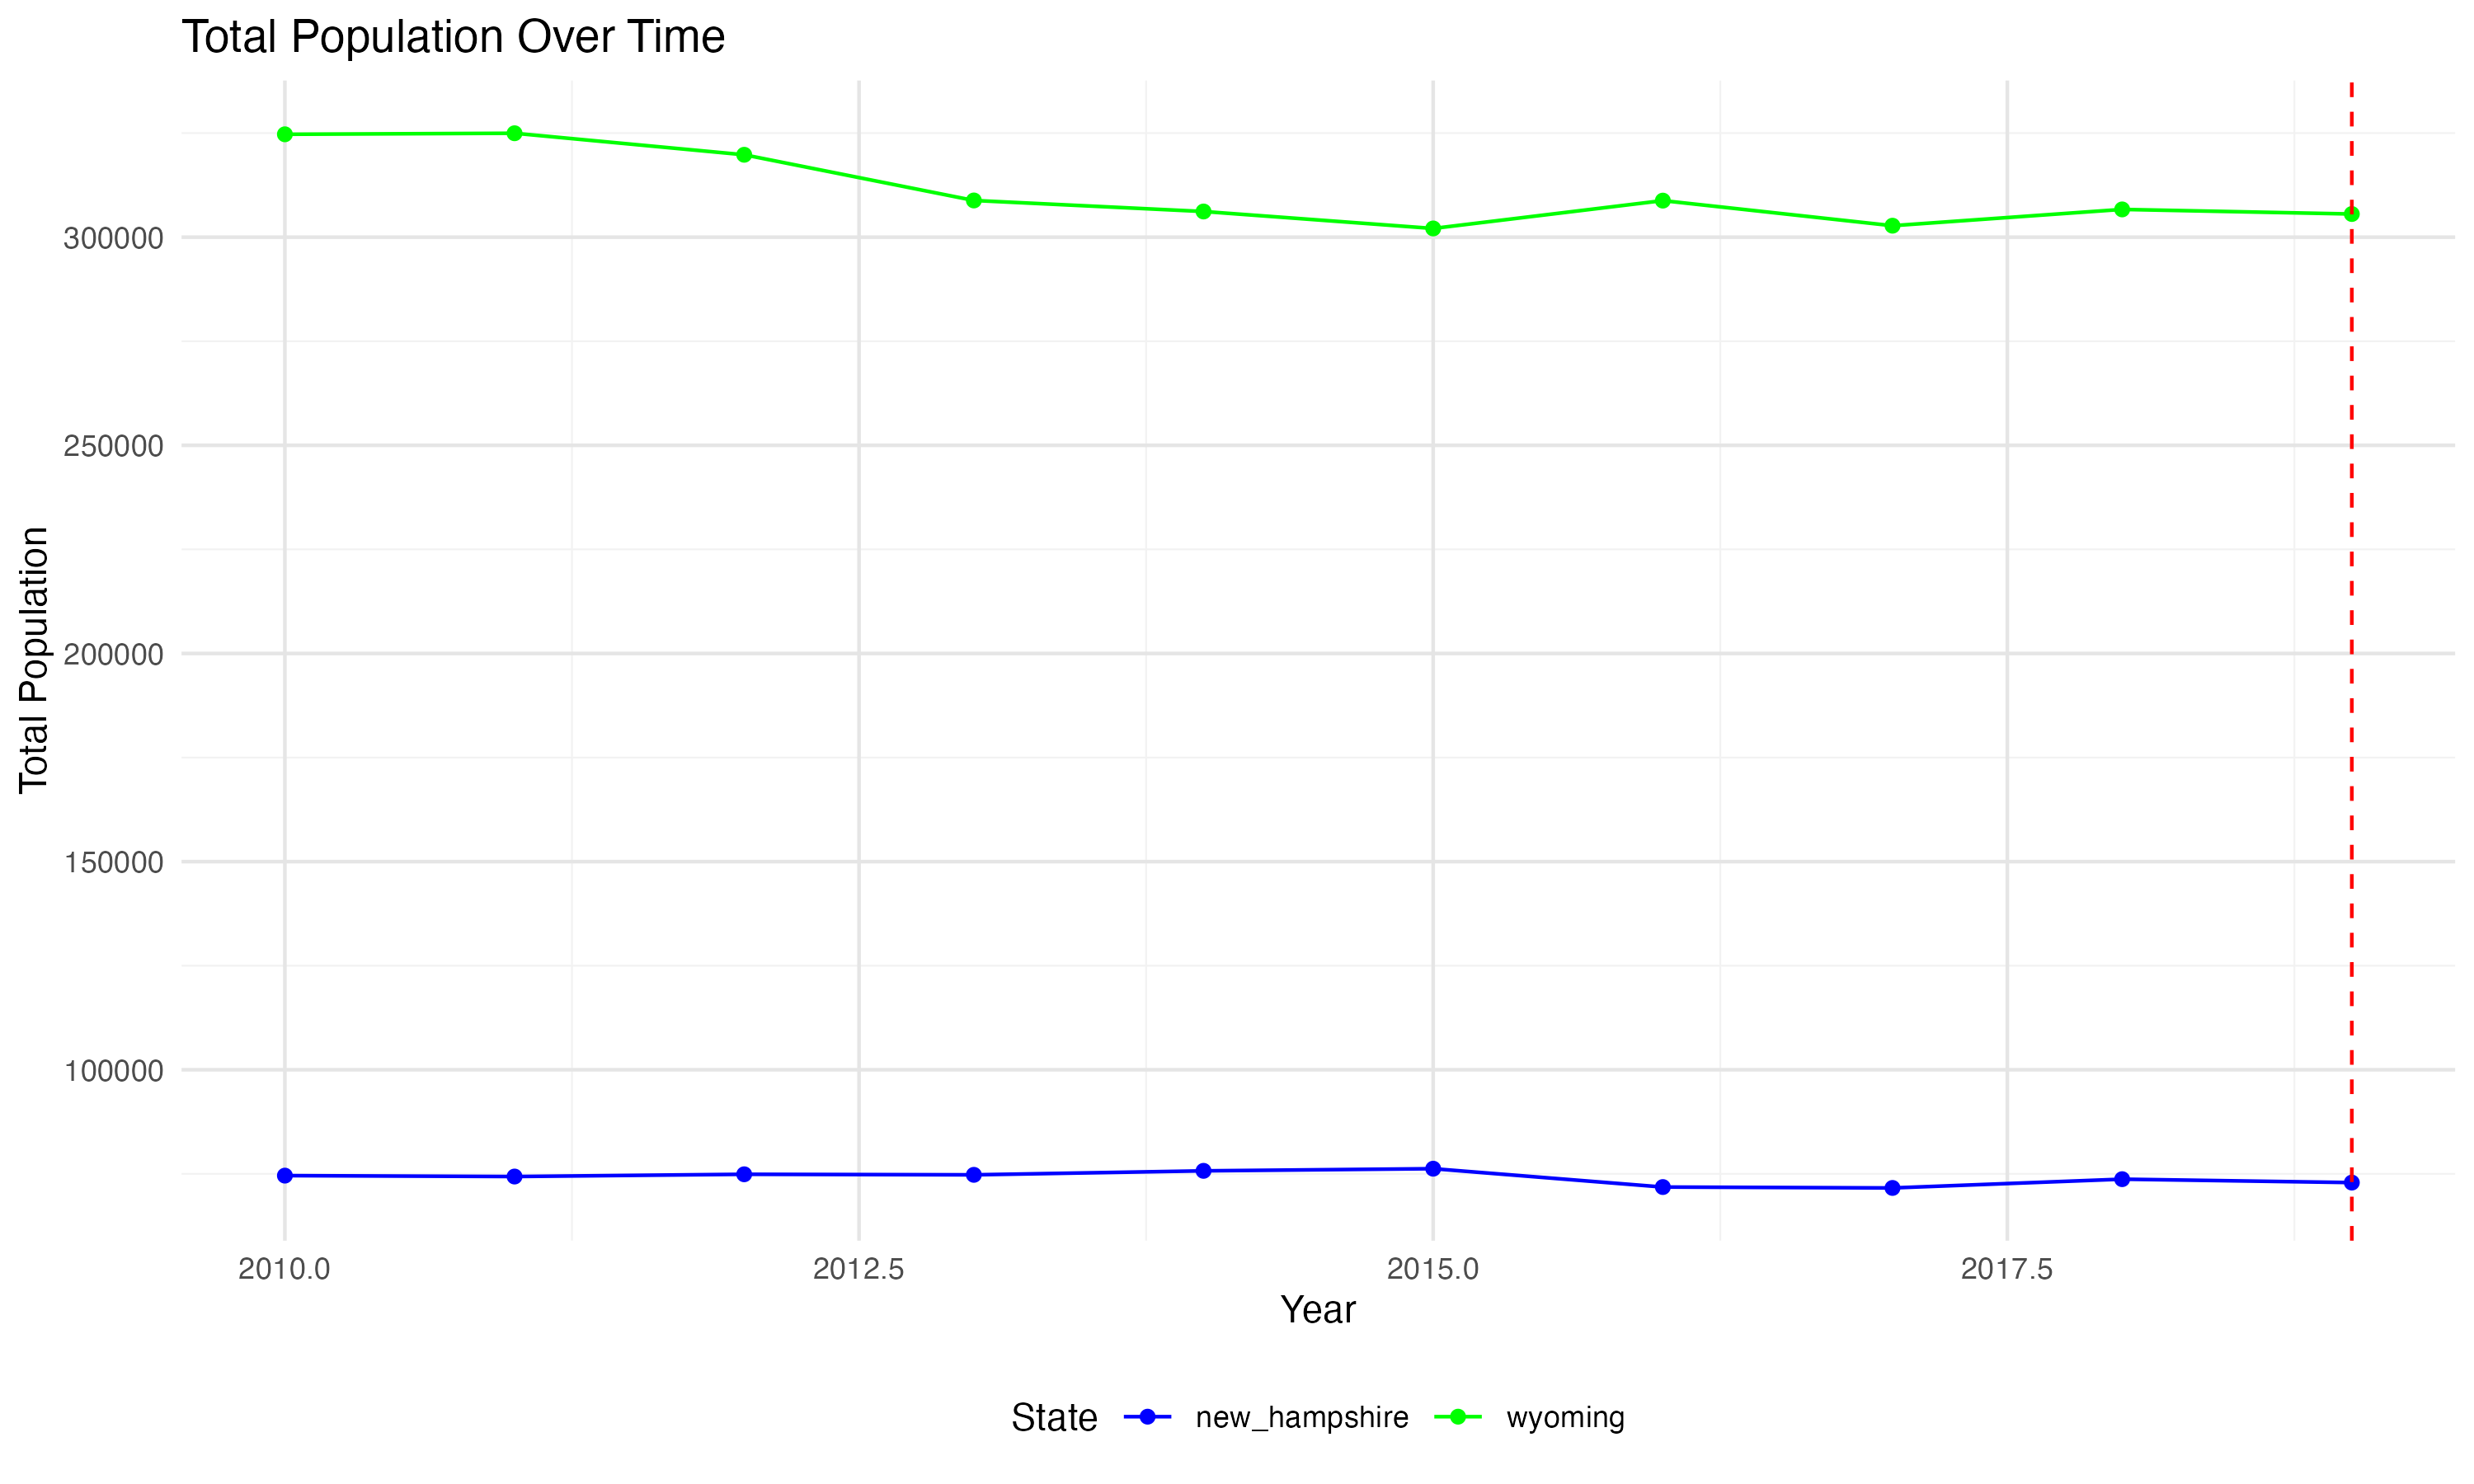 Total Population Over Time
Total Population
300000
250000
200000
150000
100000
2010.0 2012.5 2015.0 2017.5
Year
State new_hampshire wyoming